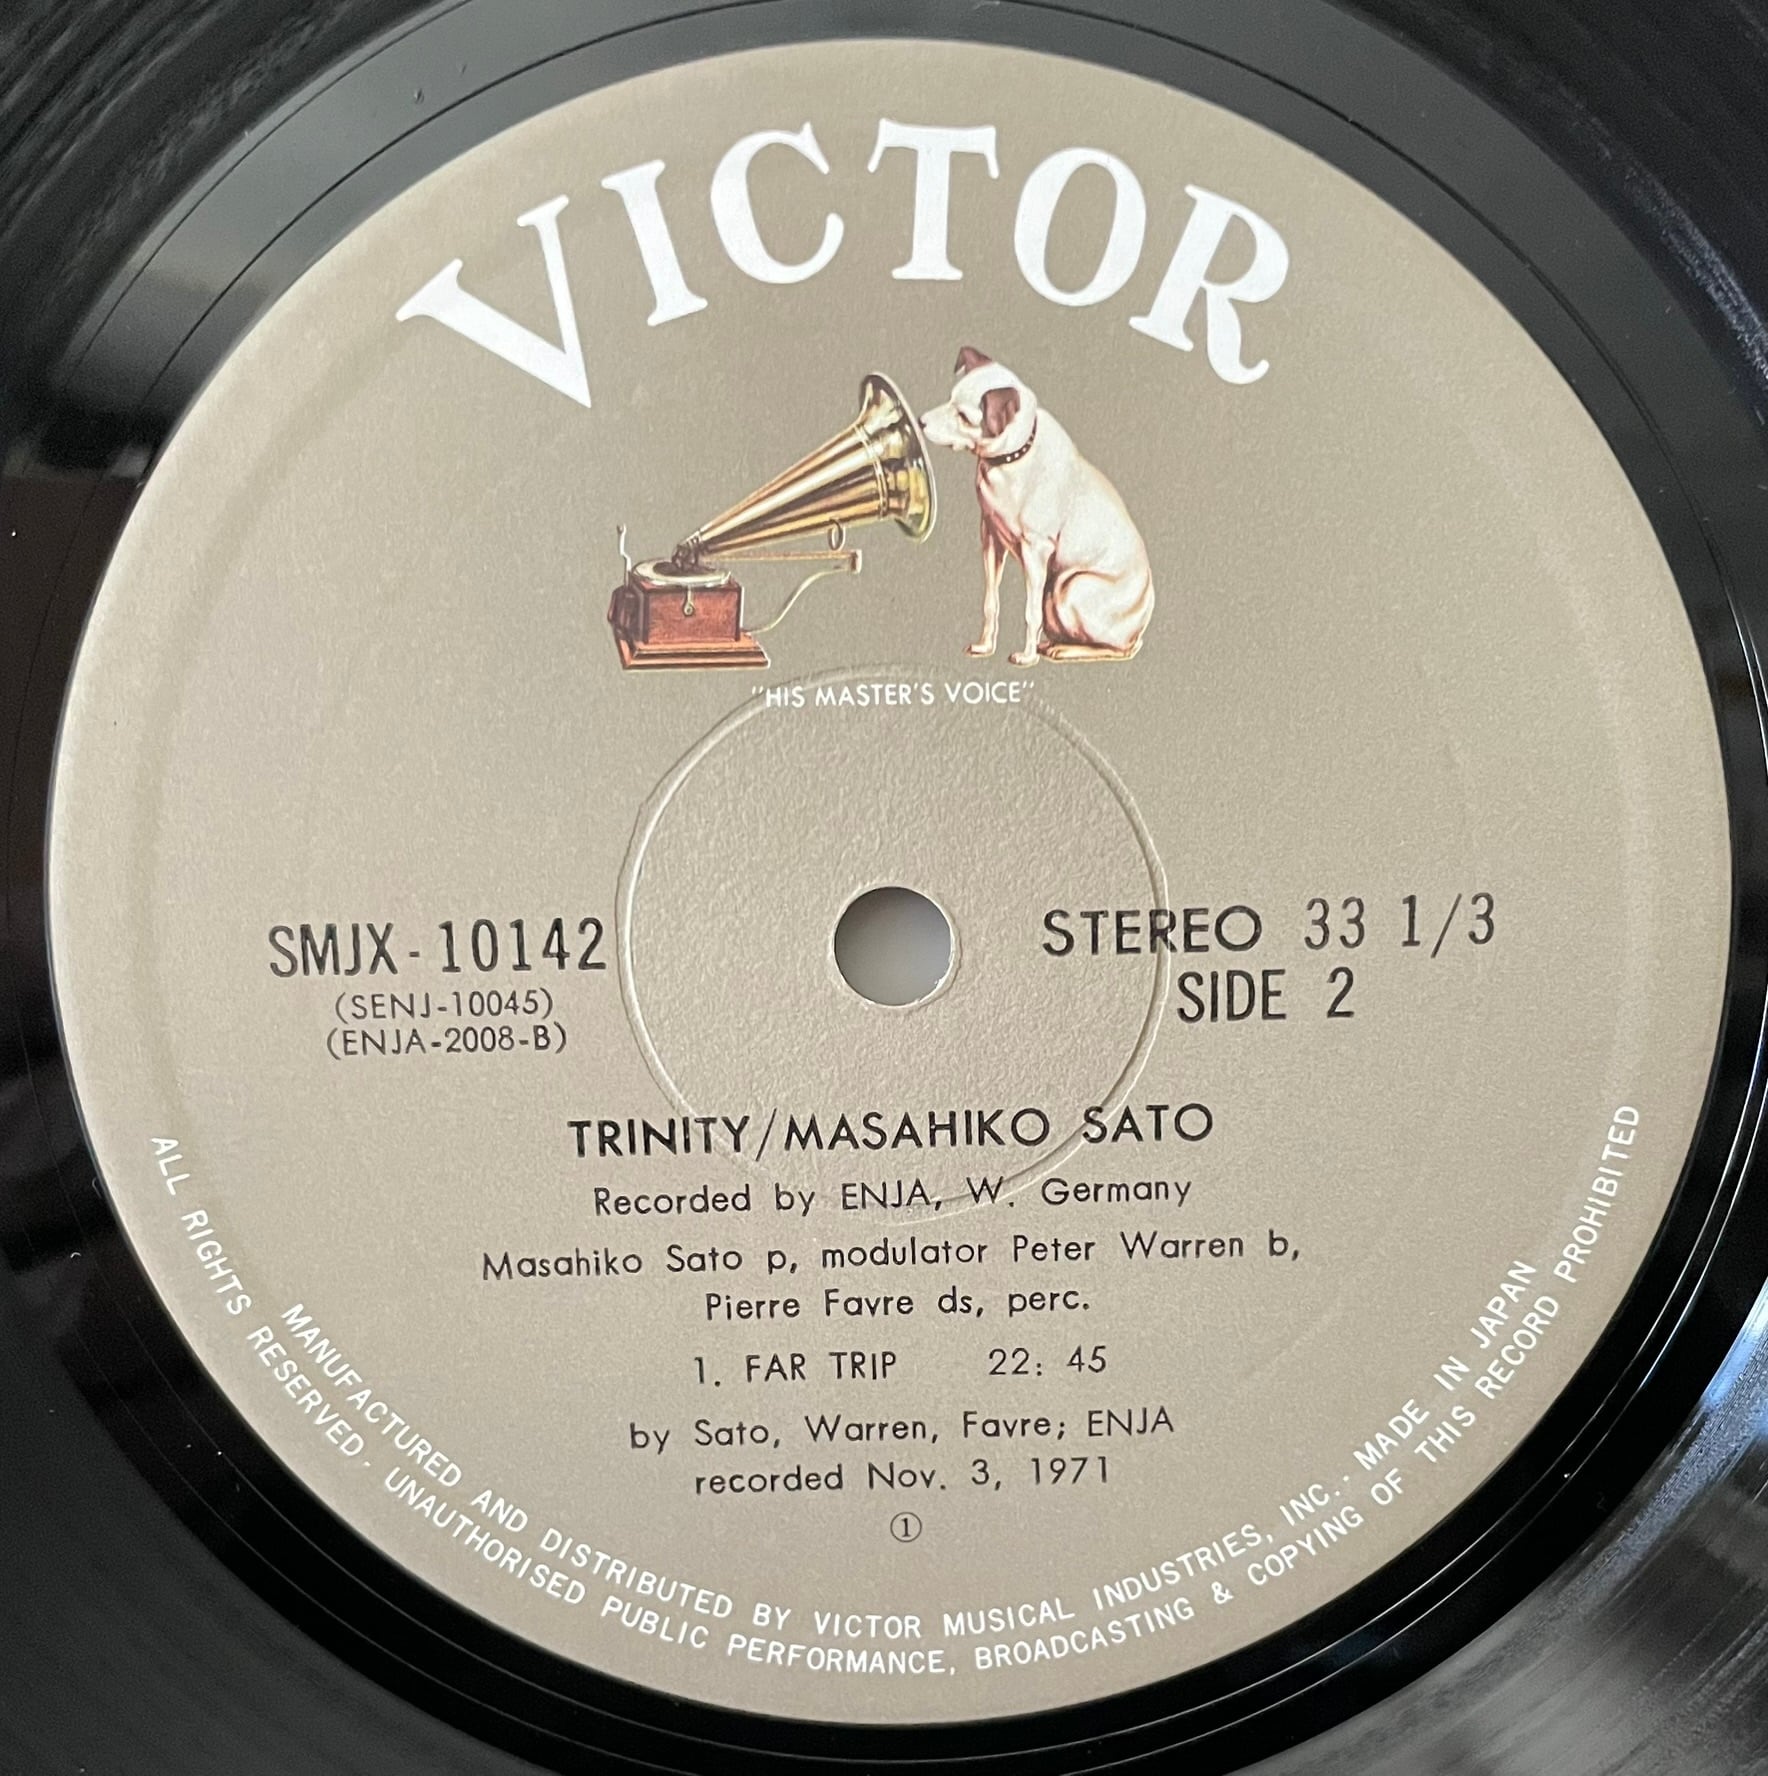 VICTOR
"HIS MASTER'S VOICE"
SMJX-10142
(SENJ-10045)
(ENJA-2008-B)
STEREO 33 1/3
SIDE 2
TRINITY/MASAHIKO SATO
Recorded by ENJA, W. Germany
Masahiko Sato p, modulator Peter Warren b,
Pierre Favre ds, perc.
1. FAR TRIP 22: 45
by Sato, Warren, Favre; ENJA
recorded Nov. 3, 1971
①
MANUFACTURED AND DISTRIBUTED BY VICTOR MUSICAL INDUSTRIES, INC. · MADE IN JAPAN
ALL RIGHTS RESERVED · UNAUTHORISED PUBLIC PERFORMANCE, BROADCASTING & COPYING OF THIS RECORD PROHIBITED